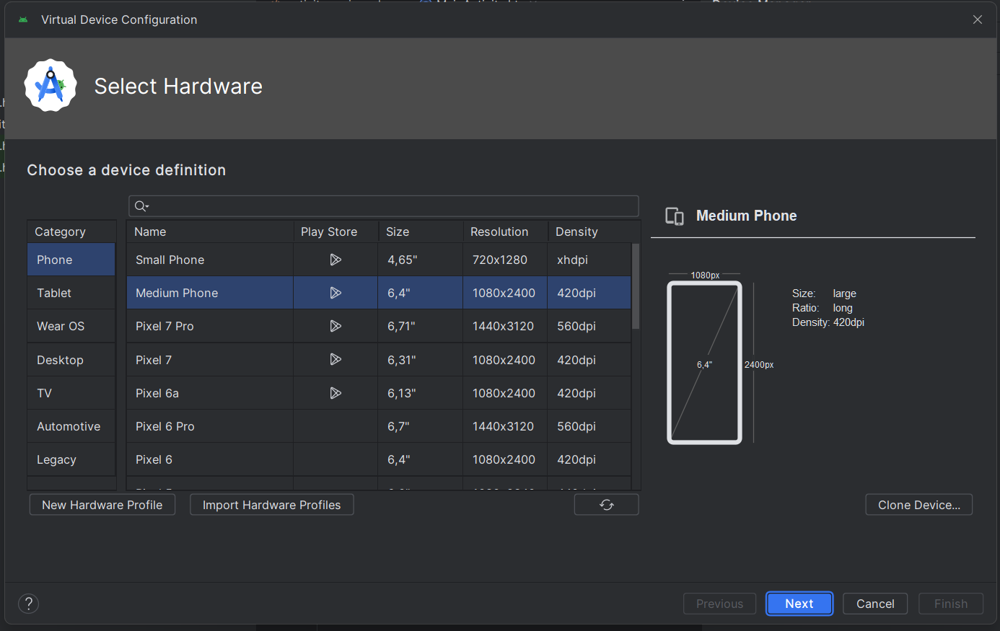 Virtual Device Configuration
Select Hardware
Choose a device definition
Category
Phone
Tablet
Wear OS
Desktop
TV
Automotive
Legacy
Name Play Store Size Resolution Density
Small Phone 4,65" 720x1280 xhdpi
Medium Phone 6,4" 1080x2400 420dpi
Pixel 7 Pro 6,71" 1440x3120 560dpi
Pixel 7 6,31" 1080x2400 420dpi
Pixel 6a 6,13" 1080x2400 420dpi
Pixel 6 Pro 6,7" 1440x3120 560dpi
Pixel 6 6,4" 1080x2400 420dpi
Medium Phone
1080px
6,4"
2400px
Size: large
Ratio: long
Density: 420dpi
New Hardware Profile
Import Hardware Profiles
Clone Device...
?
Previous
Next
Cancel
Finish